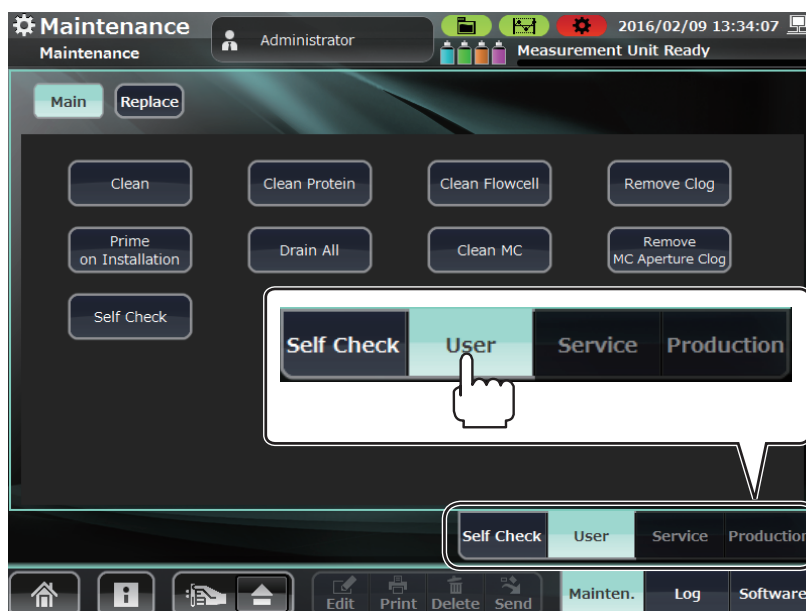 Maintenance
Maintenance
Administrator
2016/02/09 13:34:07
Measurement Unit Ready
Main
Replace
Clean
Clean Protein
Clean Flowcell
Remove Clog
Prime
on Installation
Drain All
Clean MC
Remove
MC Aperture Clog
Self Check
Self Check
User
Service
Production
Self Check
User
Service
Production
Edit
Print
Delete
Send
Mainten.
Log
Software